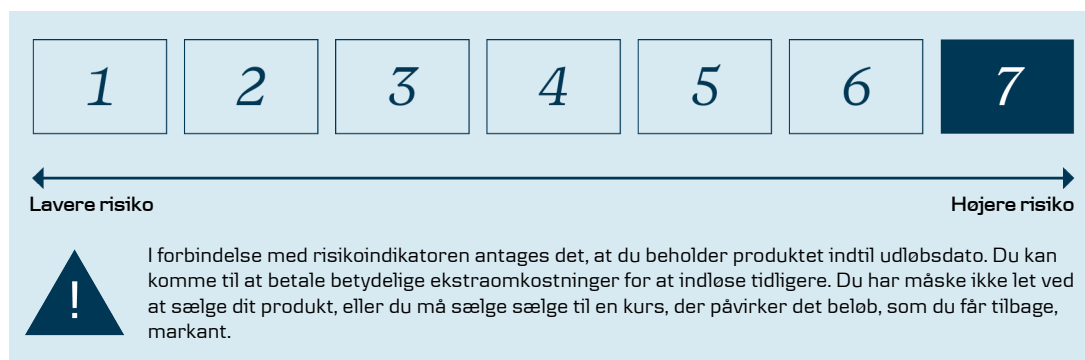 1 2 3 4 5 6 7
Lavere risiko Højere risiko
I forbindelse med risikoindikatoren antages det, at du beholder produktet indtil udløbsdato. Du kan
komme til at betale betydelige ekstraomkostninger for at indløse tidligere. Du har måske ikke let ved
at sælge dit produkt, eller du må sælge sælge til en kurs, der påvirker det beløb, som du får tilbage,
markant.
!